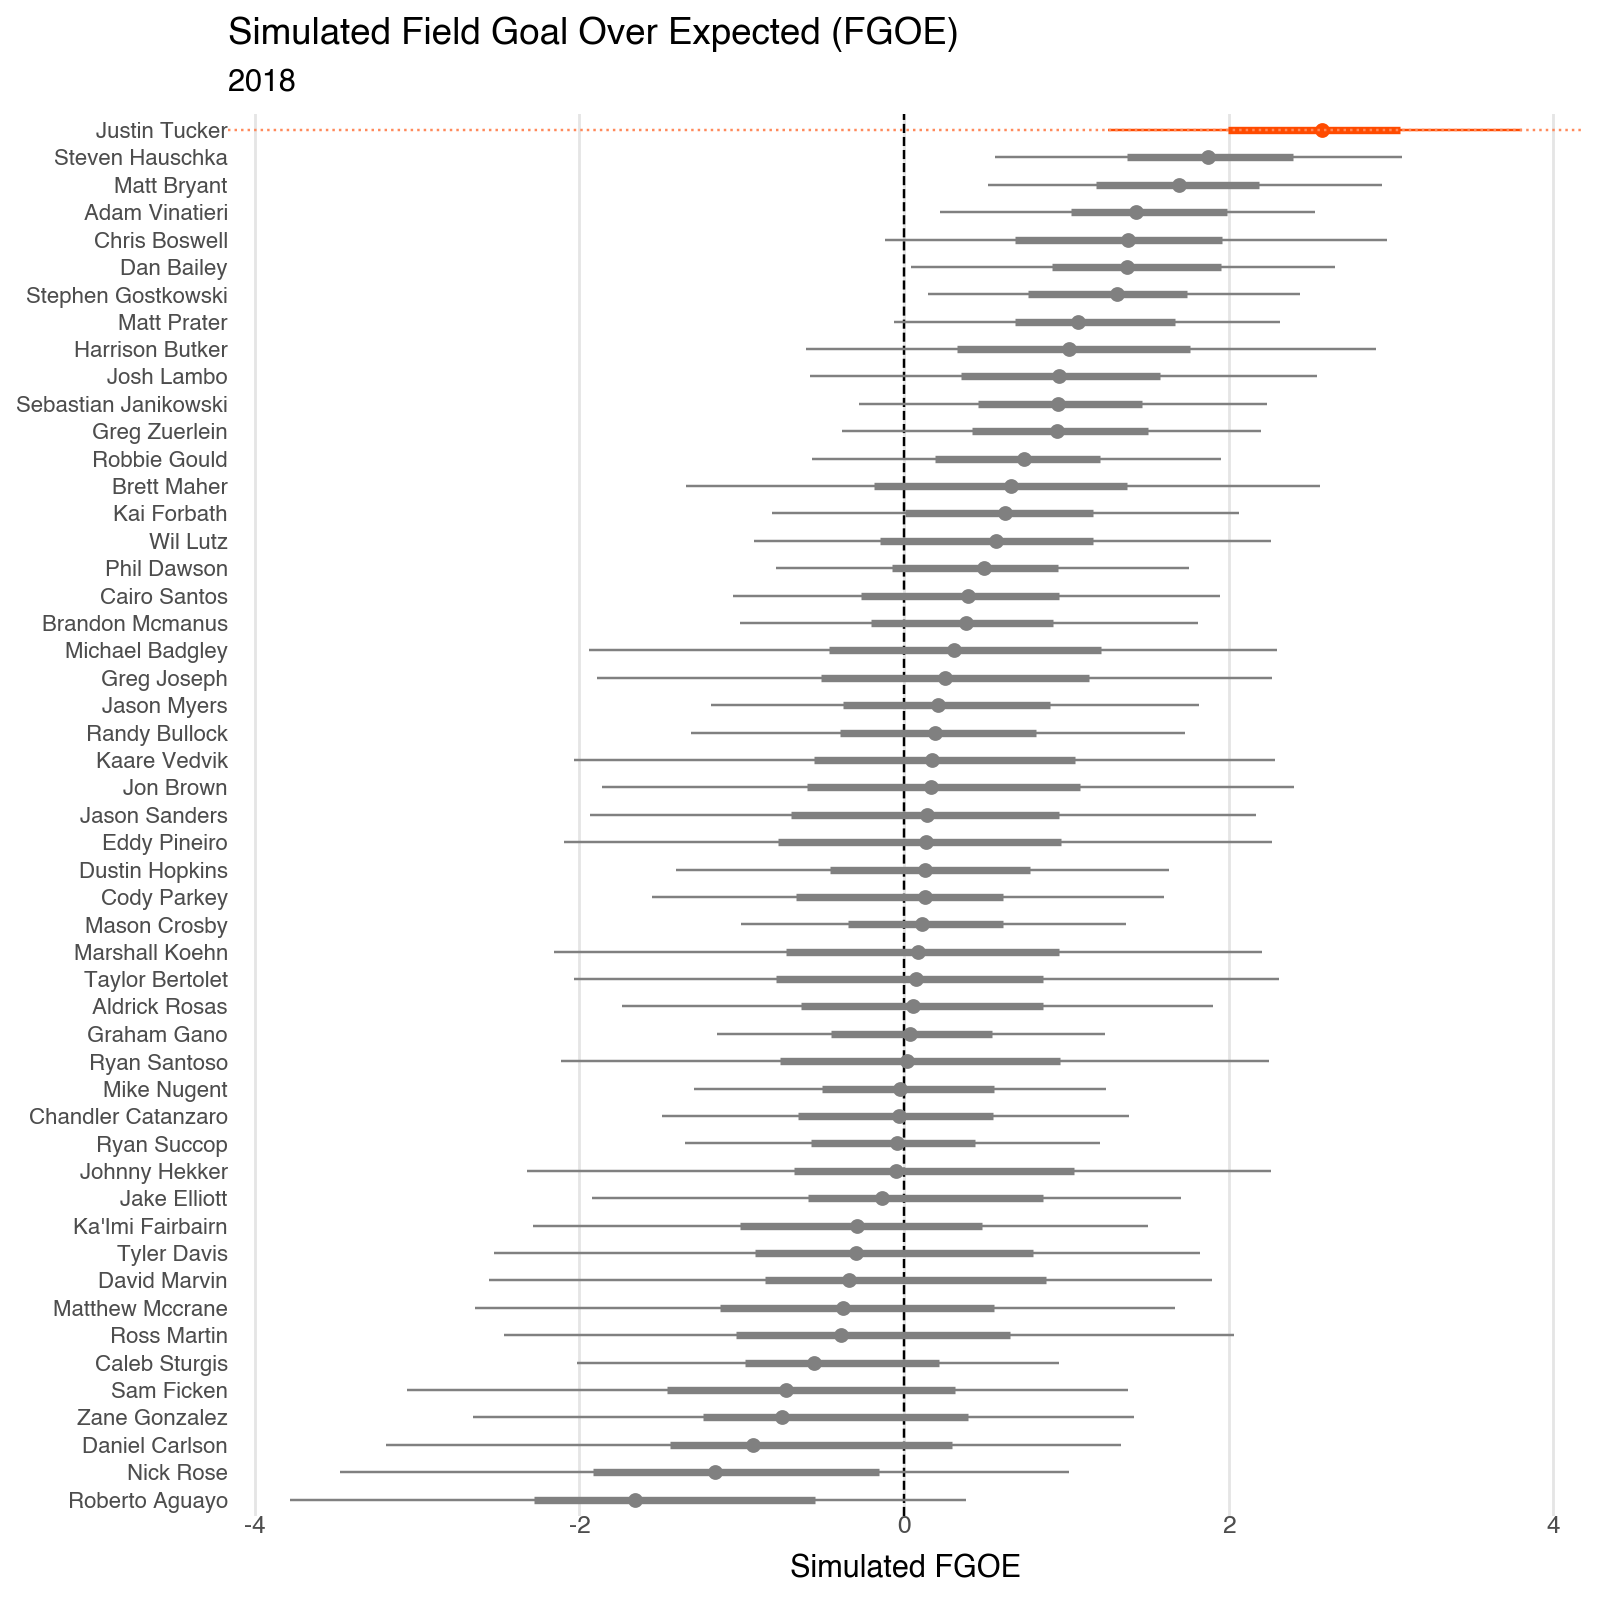 Simulated Field Goal Over Expected (FGOE)
2018
Justin Tucker
Steven Hauschka
Matt Bryant
Adam Vinatieri
Chris Boswell
Dan Bailey
Stephen Gostkowski
Matt Prater
Harrison Butker
Josh Lambo
Sebastian Janikowski
Greg Zuerlein
Robbie Gould
Brett Maher
Kai Forbath
Wil Lutz
Phil Dawson
Cairo Santos
Brandon Mcmanus
Michael Badgley
Greg Joseph
Jason Myers
Randy Bullock
Kaare Vedvik
Jon Brown
Jason Sanders
Eddy Pineiro
Dustin Hopkins
Cody Parkey
Mason Crosby
Marshall Koehn
Taylor Bertolet
Aldrick Rosas
Graham Gano
Ryan Santoso
Mike Nugent
Chandler Catanzaro
Ryan Succop
Johnny Hekker
Jake Elliott
Ka'Imi Fairbairn
Tyler Davis
David Marvin
Matthew Mccrane
Ross Martin
Caleb Sturgis
Sam Ficken
Zane Gonzalez
Daniel Carlson
Nick Rose
Roberto Aguayo
-4 -2 0 2 4
Simulated FGOE